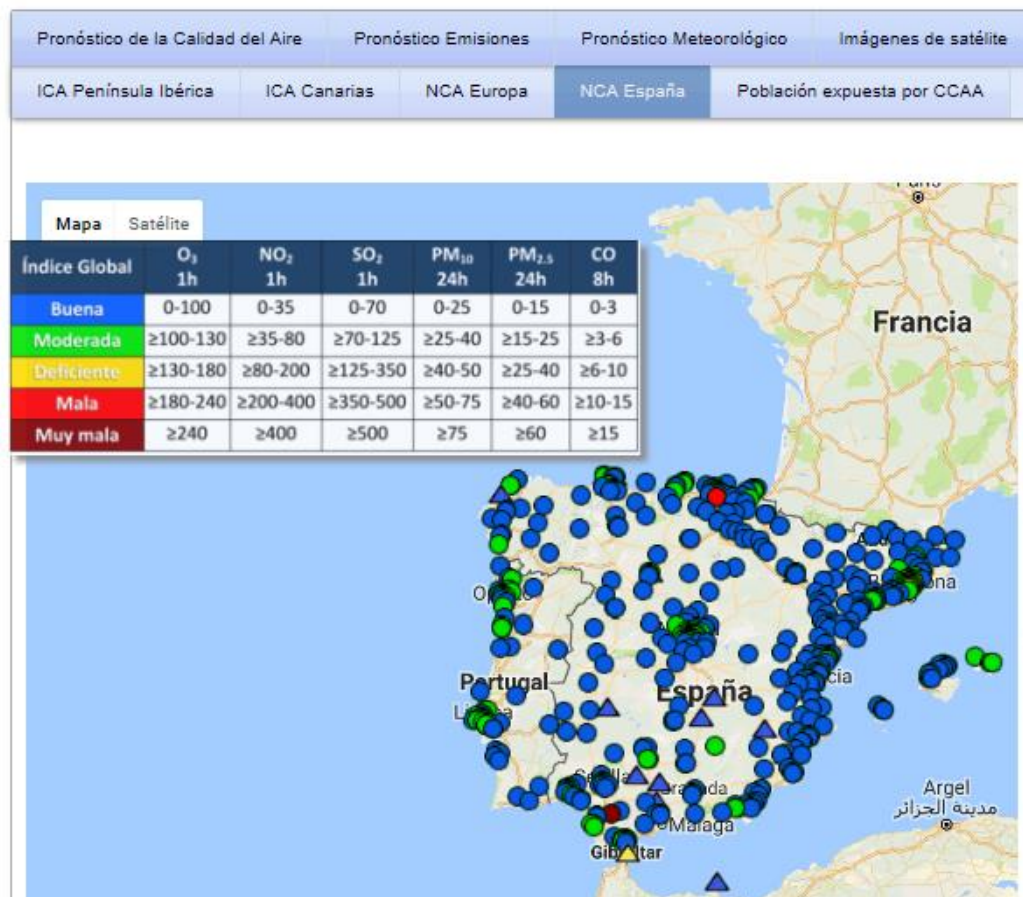 Pronóstico de la Calidad del Aire Pronóstico Emisiones Pronóstico Meteorológico Imágenes de satélite
ICA Península Ibérica ICA Canarias NCA Europa NCA España Población expuesta por CCAA
Mapa Satélite
Índice Global O₃ 1h NO₂ 1h SO₂ 1h PM₁₀ 24h PM₂.₅ 24h CO 8h
Buena 0-100 0-35 0-70 0-25 0-15 0-3
Moderada ≥100-130 ≥35-80 ≥70-125 ≥25-40 ≥15-25 ≥3-6
Deficiente ≥130-180 ≥80-200 ≥125-350 ≥40-50 ≥25-40 ≥6-10
Mala ≥180-240 ≥200-400 ≥350-500 ≥50-75 ≥40-60 ≥10-15
Muy mala ≥240 ≥400 ≥500 ≥75 ≥60 ≥15
Francia
Portugal
España
Argel
مدينة الجزائر
Málaga
Gibraltar